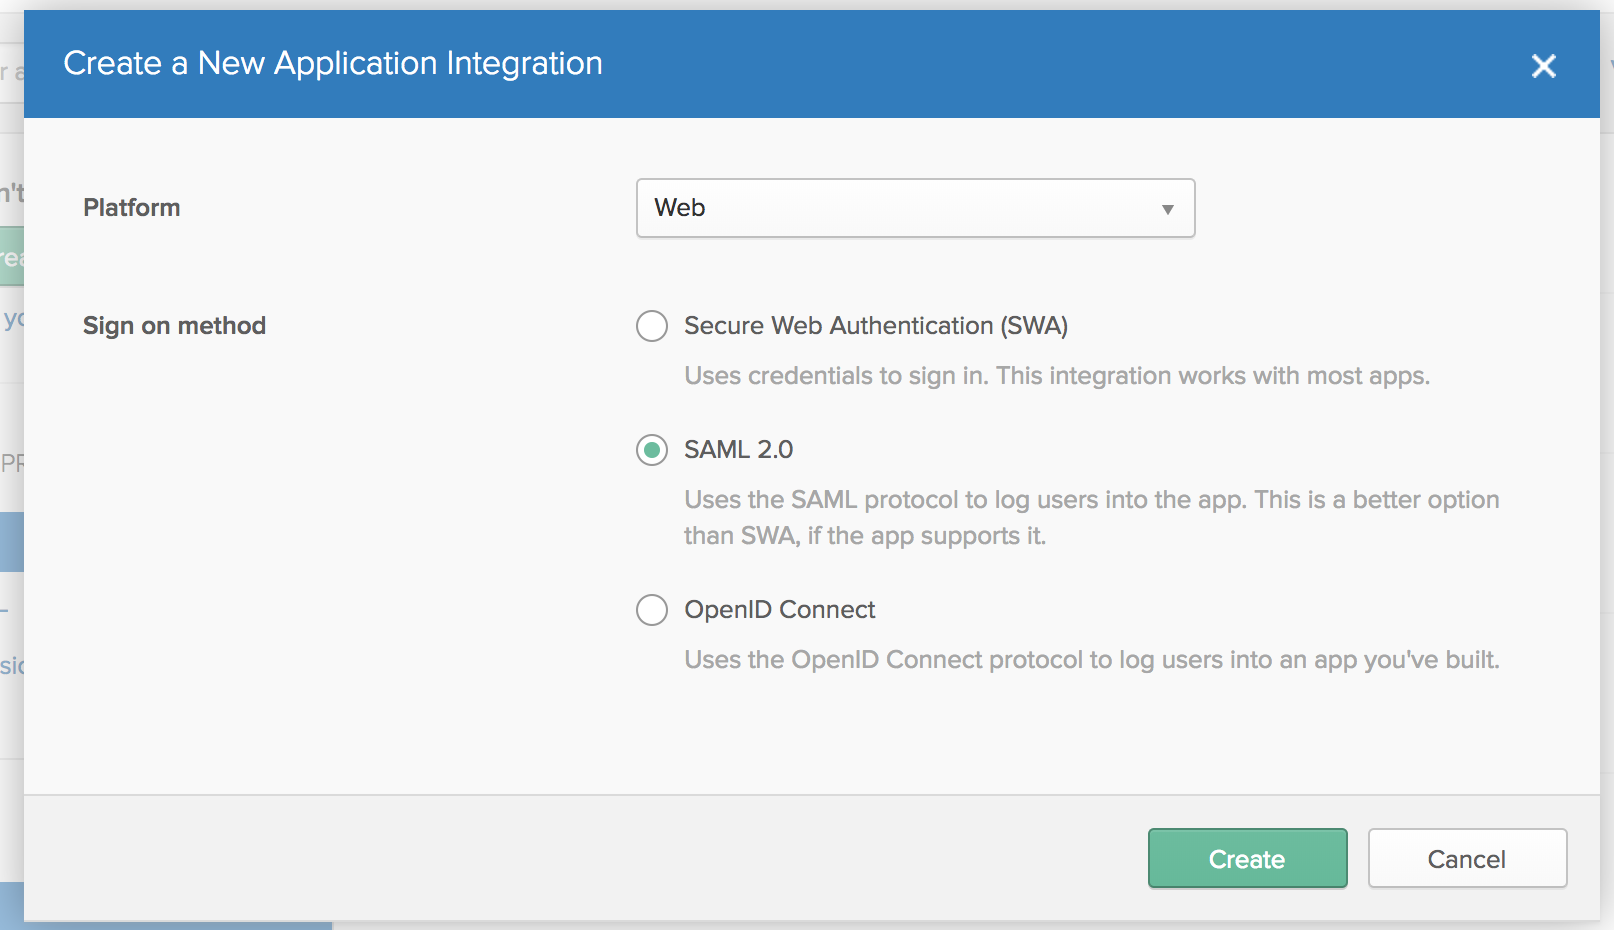 Create a New Application Integration
Platform
Web
Sign on method
Secure Web Authentication (SWA)
Uses credentials to sign in. This integration works with most apps.
SAML 2.0
Uses the SAML protocol to log users into the app. This is a better option
than SWA, if the app supports it.
OpenID Connect
Uses the OpenID Connect protocol to log users into an app you've built.
Create
Cancel